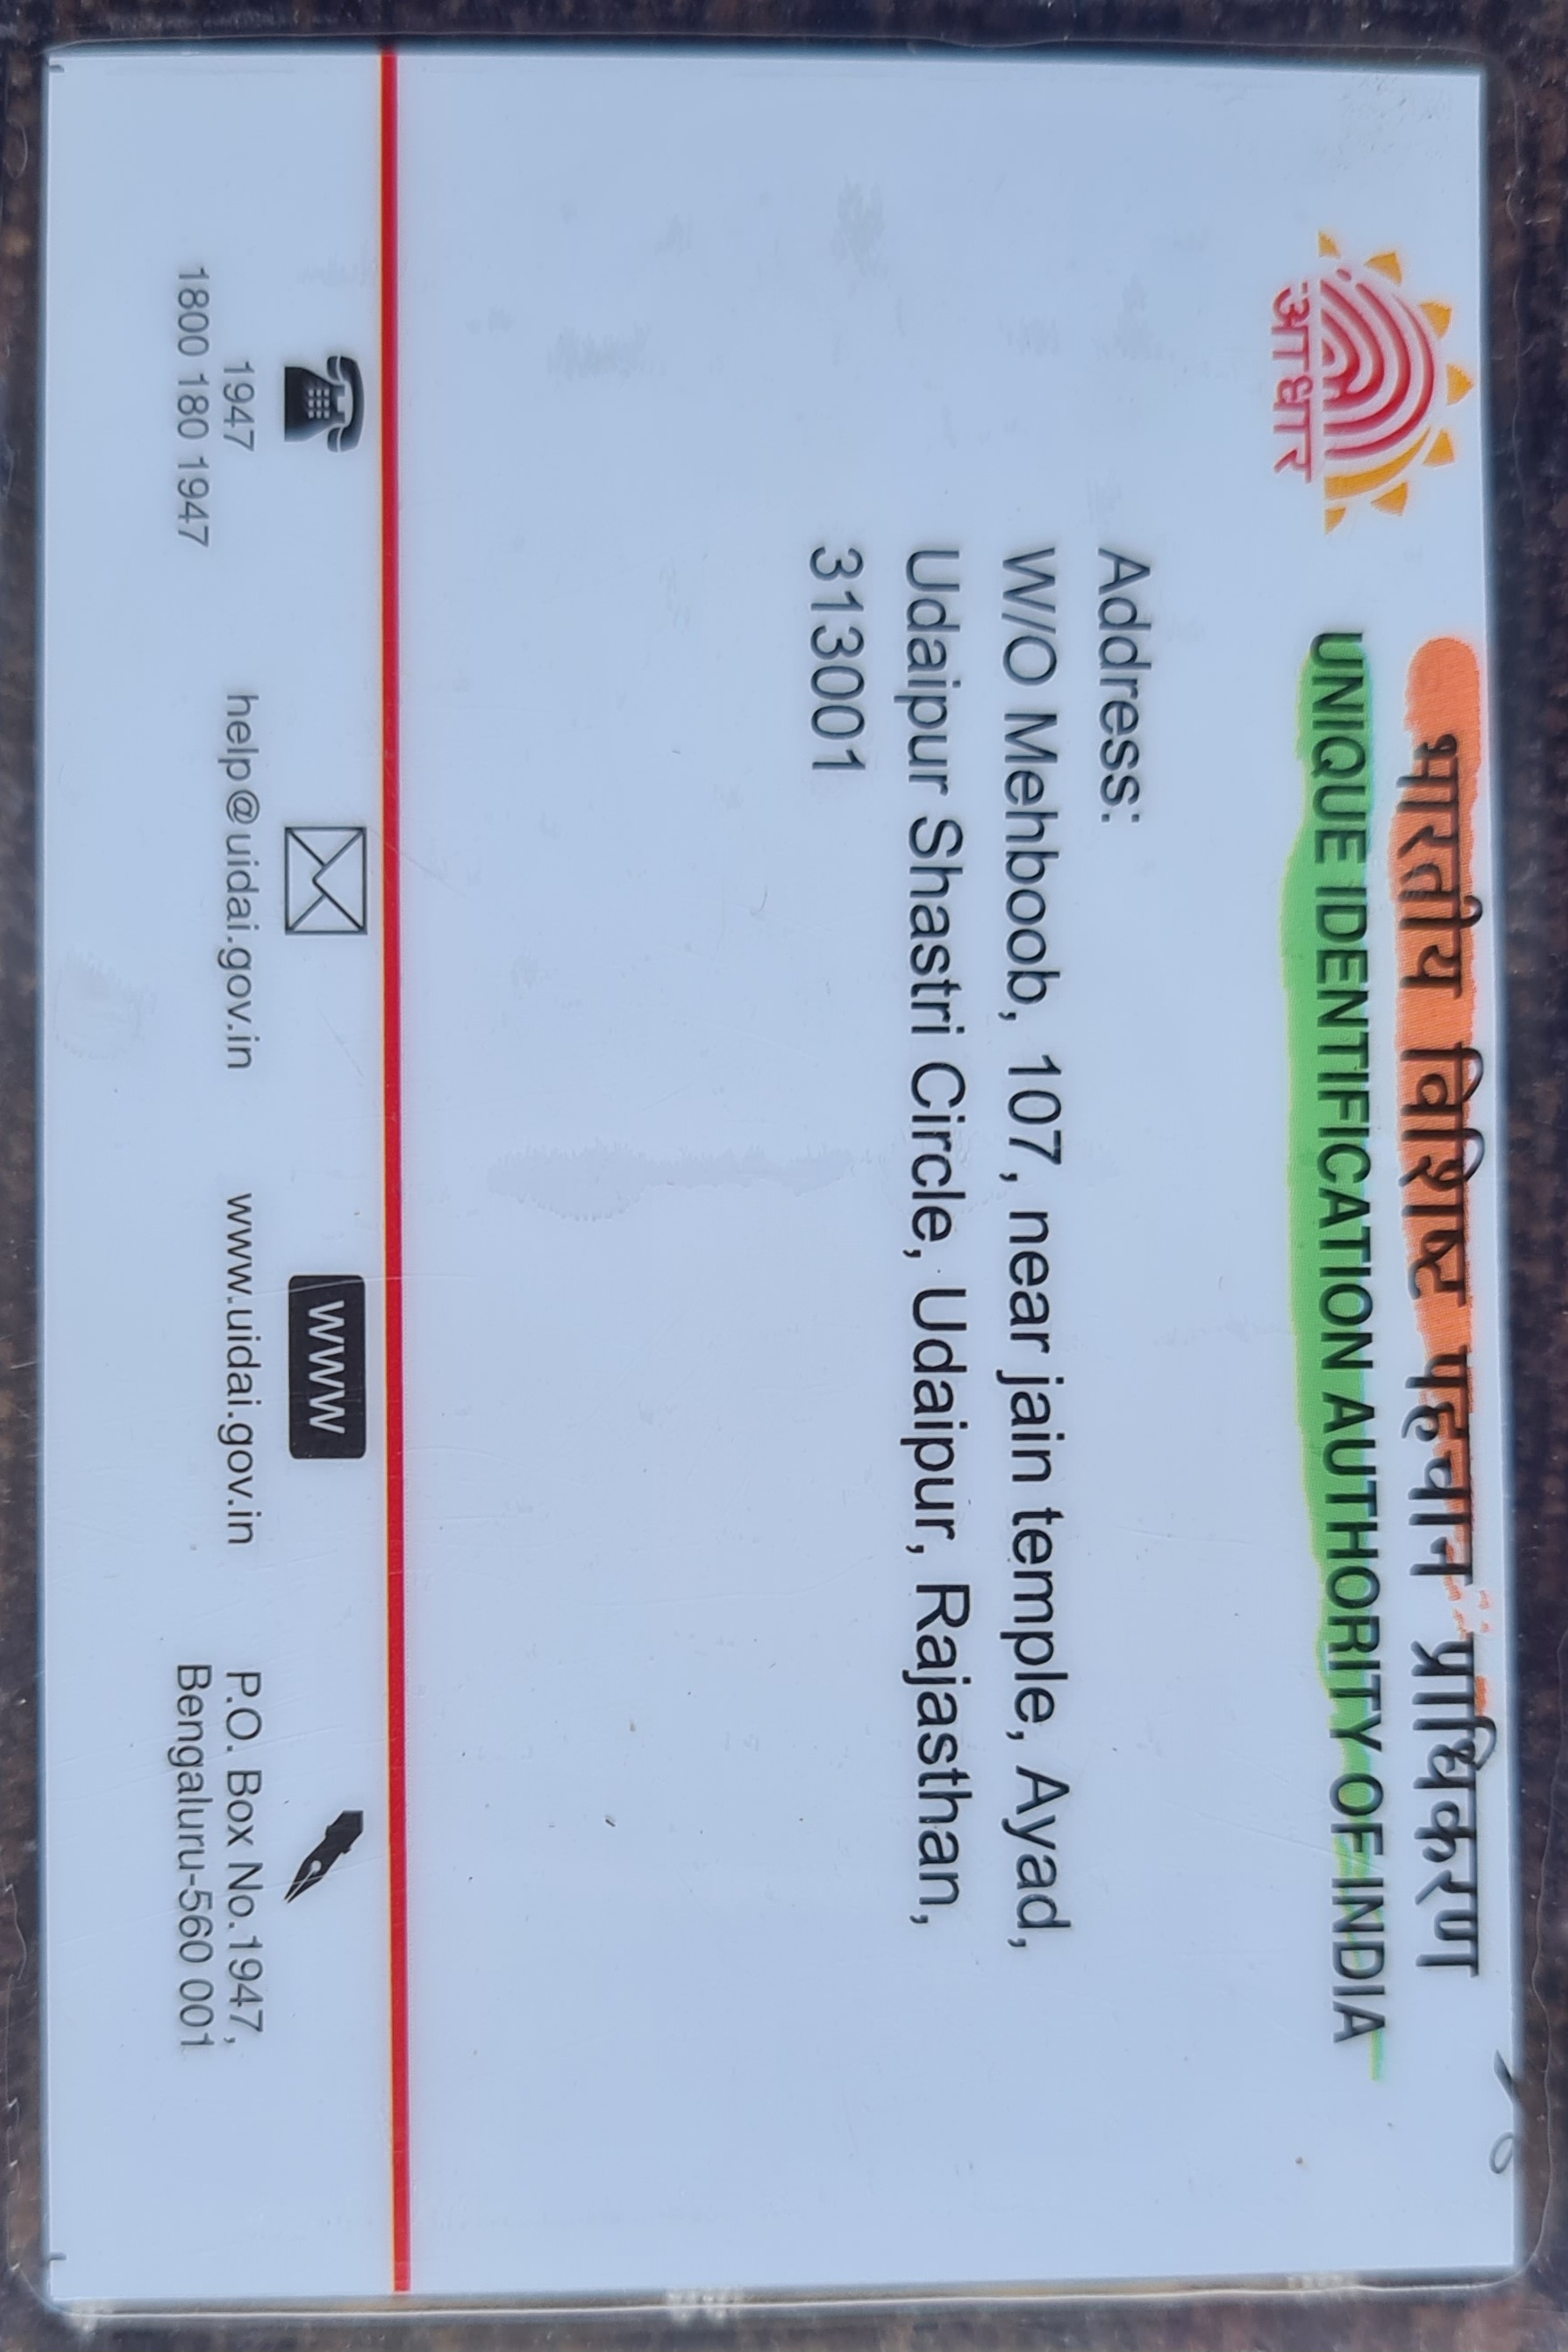 भारतीय विशिष्ट पहचान प्राधिकरण
UNIQUE IDENTIFICATION AUTHORITY OF INDIA
आधार
Address:
W/O Mehboob, 107, near jain temple, Ayad,
Udaipur Shastri Circle, Udaipur, Rajasthan,
313001
1947
1800 180 1947
help@uidai.gov.in
WWW
www.uidai.gov.in
P.O. Box No.1947,
Bengaluru-560 001